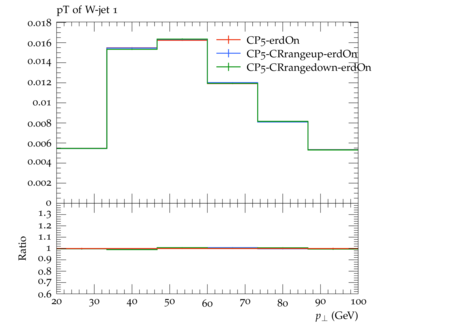 pT of W-jet 1
0.018
0.016
0.014
0.012
0.01
0.008
0.006
0.004
0.002
0
CP5-erdOn
CP5-CRrangeup-erdOn
CP5-CRrangedown-erdOn
1.3
1.2
1.1
1
0.9
0.8
0.7
0.6
Ratio
20 30 40 50 60 70 80 90 100
p⊥ (GeV)